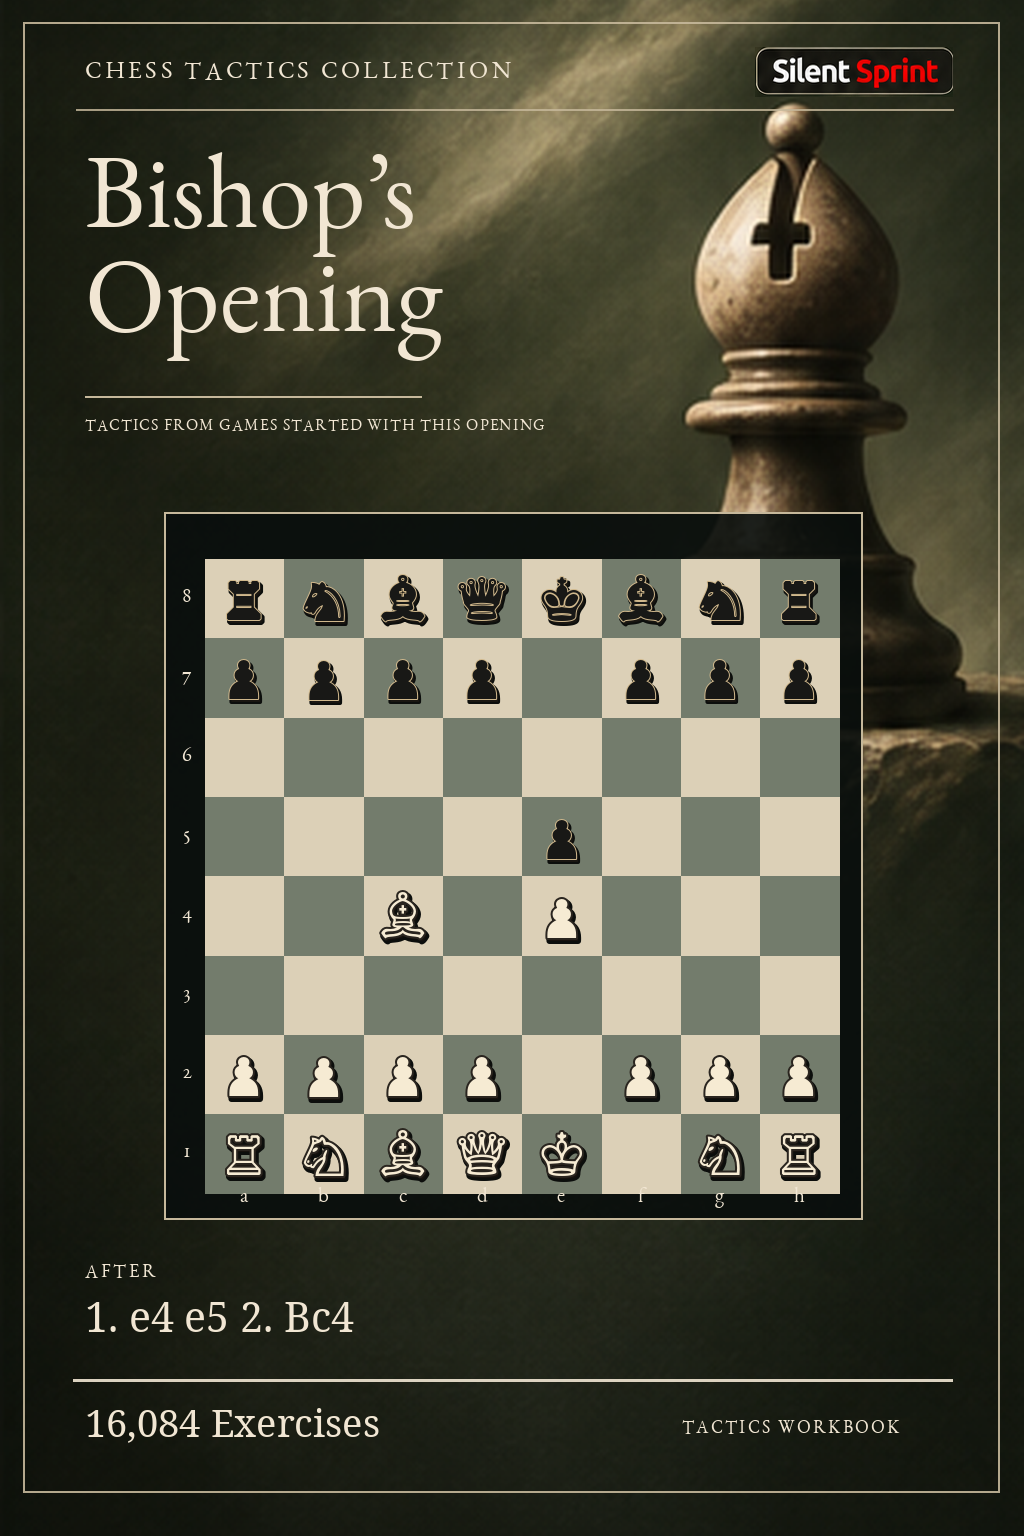 CHESS TACTICS COLLECTION
Silent Sprint
Bishop’s
Opening
TACTICS FROM GAMES STARTED WITH THIS OPENING
8
7
6
5
4
3
2
1
a b c d e f g h
AFTER
1. e4 e5 2. Bc4
16,084 Exercises
TACTICS WORKBOOK